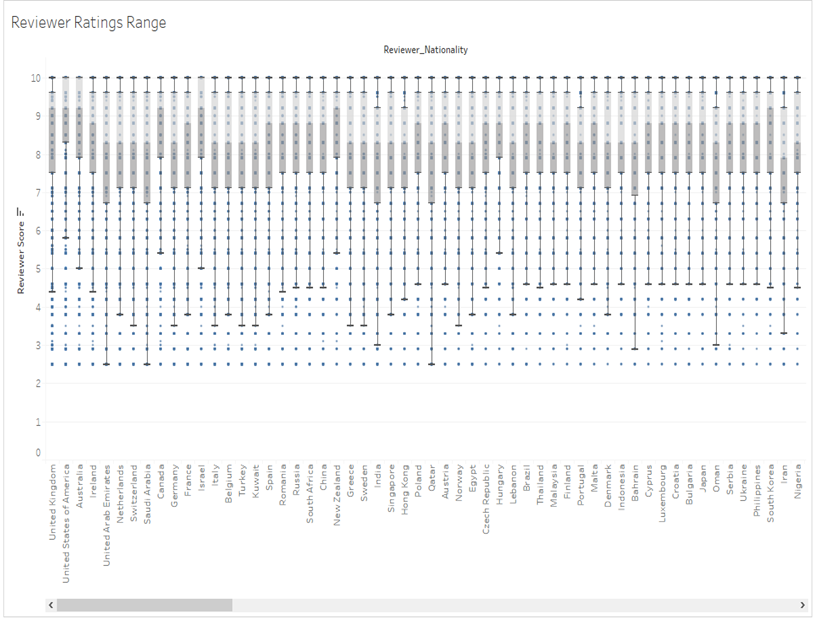 Reviewer Ratings Range
Reviewer_Nationality
Reviewer Score
10
9
8
7
6
5
4
3
2
1
0
United Kingdom
United States of America
Australia
Ireland
United Arab Emirates
Netherlands
Switzerland
Saudi Arabia
Canada
Germany
France
Israel
Italy
Belgium
Turkey
Kuwait
Spain
Romania
Russia
South Africa
China
New Zealand
Greece
Sweden
India
Singapore
Hong Kong
Poland
Qatar
Austria
Norway
Egypt
Czech Republic
Hungary
Lebanon
Brazil
Thailand
Malaysia
Finland
Portugal
Malta
Denmark
Indonesia
Bahrain
Cyprus
Luxembourg
Croatia
Bulgaria
Japan
Oman
Serbia
Ukraine
Philippines
South Korea
Iran
Nigeria